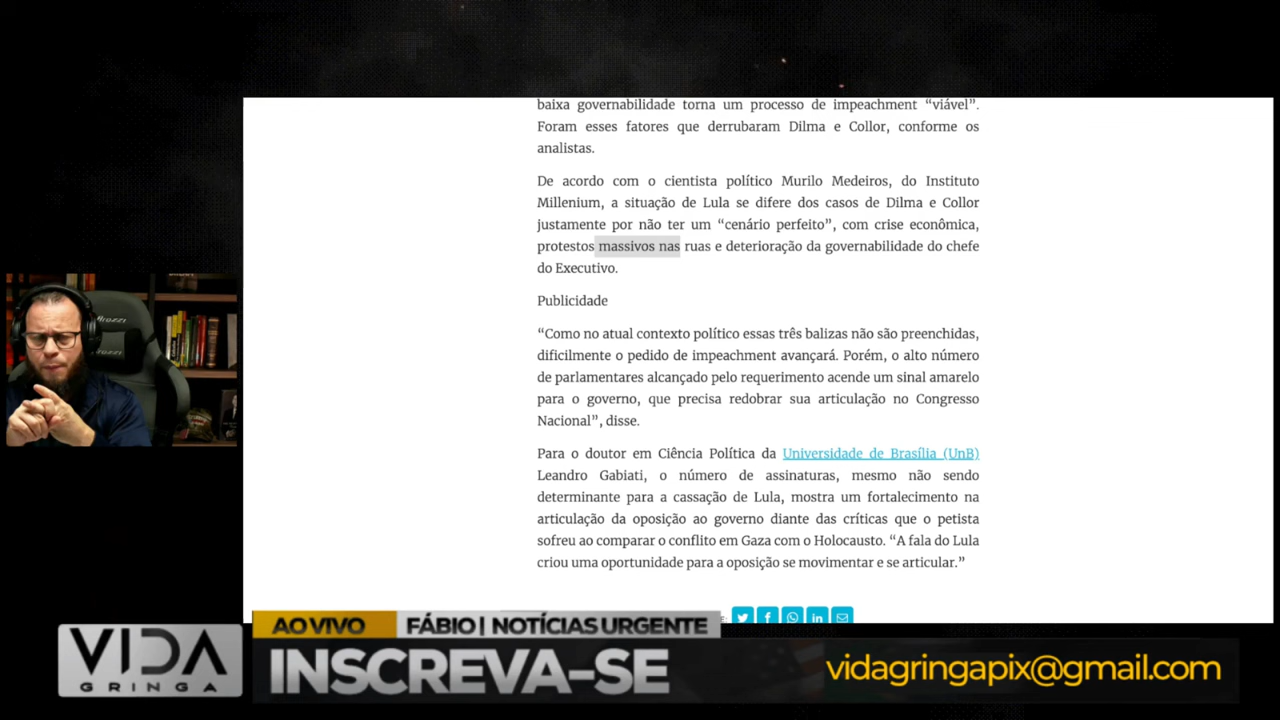 baixa governabilidade torna um processo de impeachment “viável”.
Foram esses fatores que derrubaram Dilma e Collor, conforme os
analistas.
De acordo com o cientista político Murilo Medeiros, do Instituto
Millenium, a situação de Lula se difere dos casos de Dilma e Collor
justamente por não ter um “cenário perfeito”, com crise econômica,
protestos massivos nas ruas e deterioração da governabilidade do chefe
do Executivo.
Publicidade
“Como no atual contexto político essas três balizas não são preenchidas,
dificilmente o pedido de impeachment avançará. Porém, o alto número
de parlamentares alcançado pelo requerimento acende um sinal amarelo
para o governo, que precisa redobrar sua articulação no Congresso
Nacional”, disse.
Para o doutor em Ciência Política da Universidade de Brasília (UnB)
Leandro Gabiati, o número de assinaturas, mesmo não sendo
determinante para a cassação de Lula, mostra um fortalecimento na
articulação da oposição ao governo diante das críticas que o petista
sofreu ao comparar o conflito em Gaza com o Holocausto. “A fala do Lula
criou uma oportunidade para a oposição se movimentar e se articular.”
Arozzi
AO VIVO
FÁBIO | NOTÍCIAS URGENTE
VIDA
GRINGA
INSCREVA-SE
vidagringapix@gmail.com